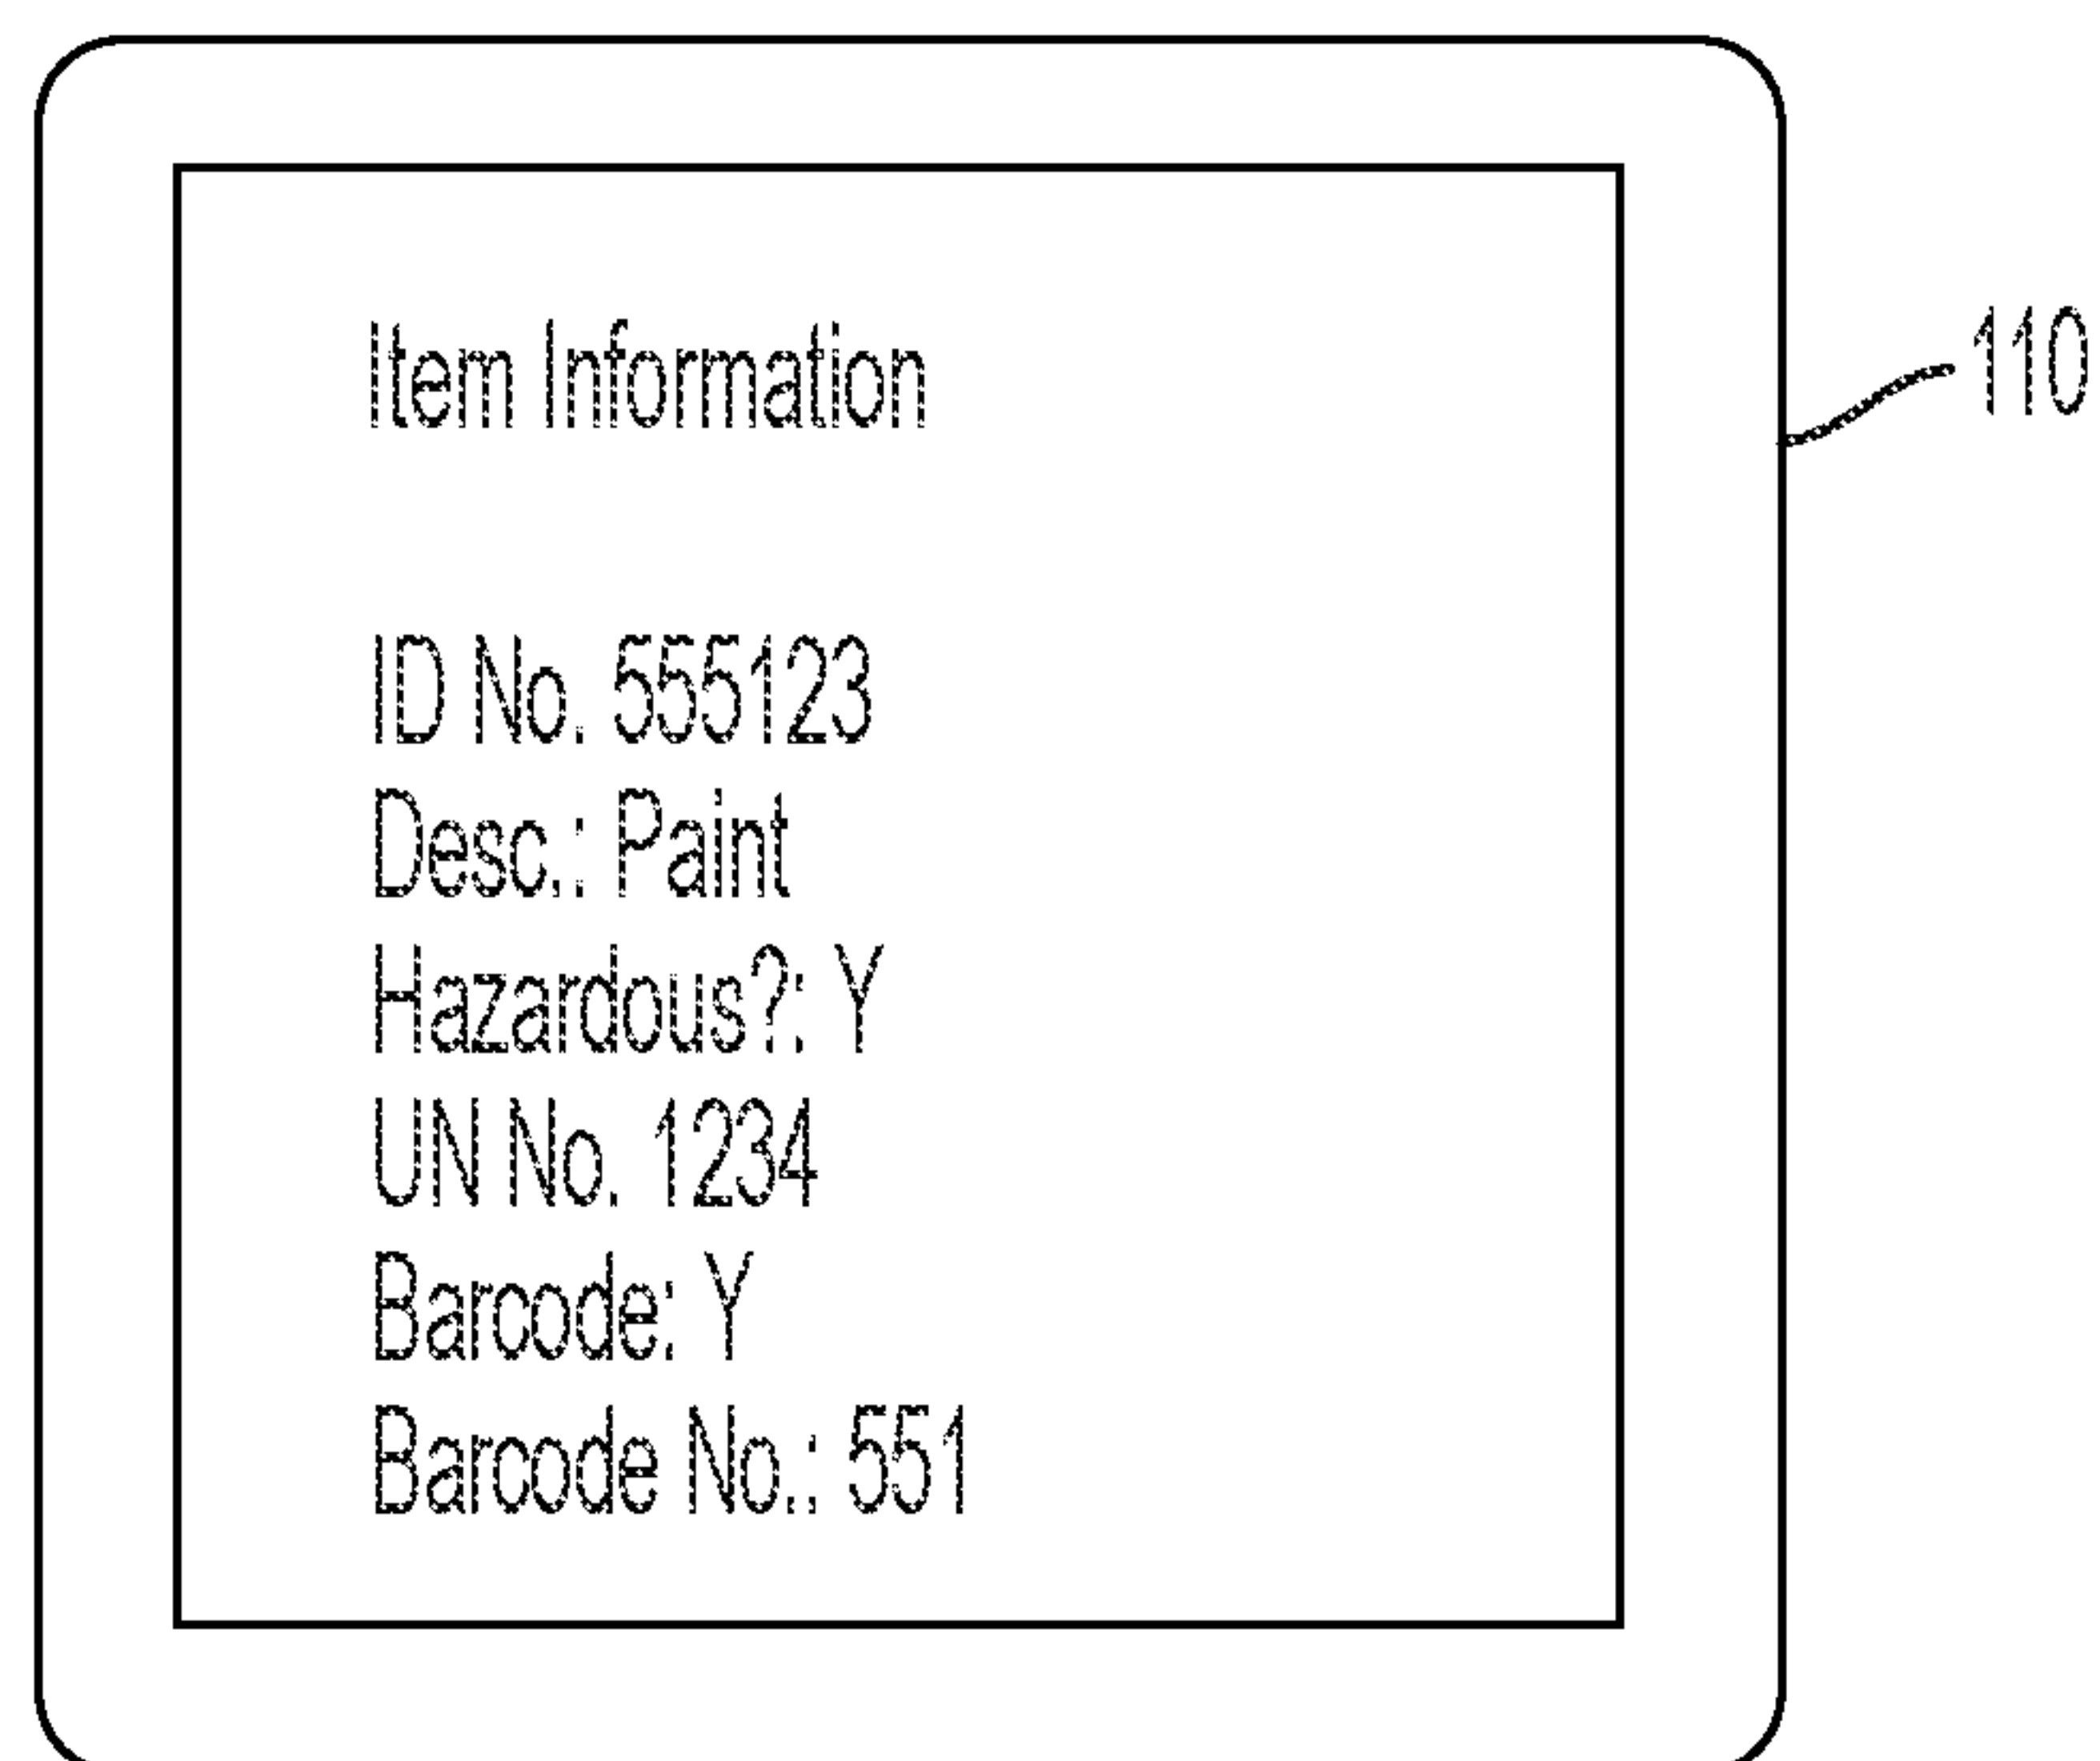 Item Information
110
ID No. 555123
Desc.: Paint
Hazardous?: Y
UN No. 1234
Barcode: Y
Barcode No.: 551